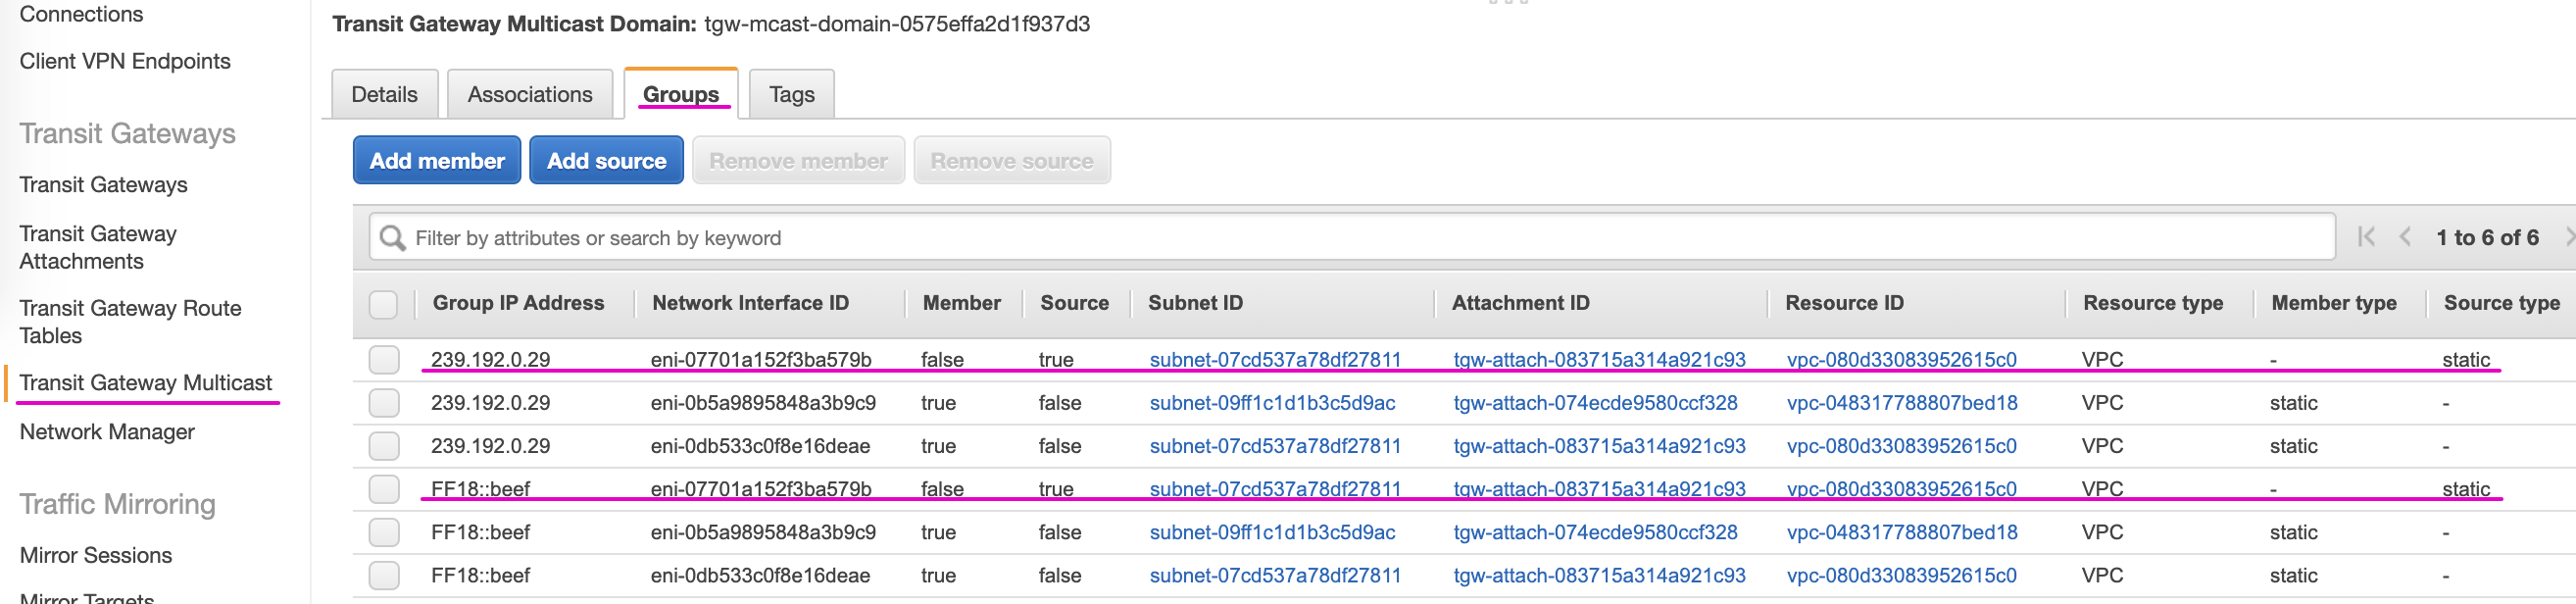 Connections
Client VPN Endpoints
Transit Gateways
Transit Gateways
Transit Gateway
Attachments
Transit Gateway Route
Tables
Transit Gateway Multicast
Network Manager
Traffic Mirroring
Mirror Sessions
Mirror Targets
Transit Gateway Multicast Domain: tgw-mcast-domain-0575effa2d1f937d3
Details Associations Groups Tags
Add member Add source Remove member Remove source
Filter by attributes or search by keyword 1 to 6 of 6
Group IP Address Network Interface ID Member Source Subnet ID Attachment ID Resource ID Resource type Member type Source type
239.192.0.29 eni-07701a152f3ba579b false true subnet-07cd537a78df27811 tgw-attach-083715a314a921c93 vpc-080d33083952615c0 VPC - static
239.192.0.29 eni-0b5a9895848a3b9c9 true false subnet-09ff1c1d1b3c5d9ac tgw-attach-074ecde9580ccf328 vpc-048317788807bed18 VPC static -
239.192.0.29 eni-0db533c0f8e16deae true false subnet-07cd537a78df27811 tgw-attach-083715a314a921c93 vpc-080d33083952615c0 VPC static -
FF18::beef eni-07701a152f3ba579b false true subnet-07cd537a78df27811 tgw-attach-083715a314a921c93 vpc-080d33083952615c0 VPC - static
FF18::beef eni-0b5a9895848a3b9c9 true false subnet-09ff1c1d1b3c5d9ac tgw-attach-074ecde9580ccf328 vpc-048317788807bed18 VPC static -
FF18::beef eni-0db533c0f8e16deae true false subnet-07cd537a78df27811 tgw-attach-083715a314a921c93 vpc-080d33083952615c0 VPC static -